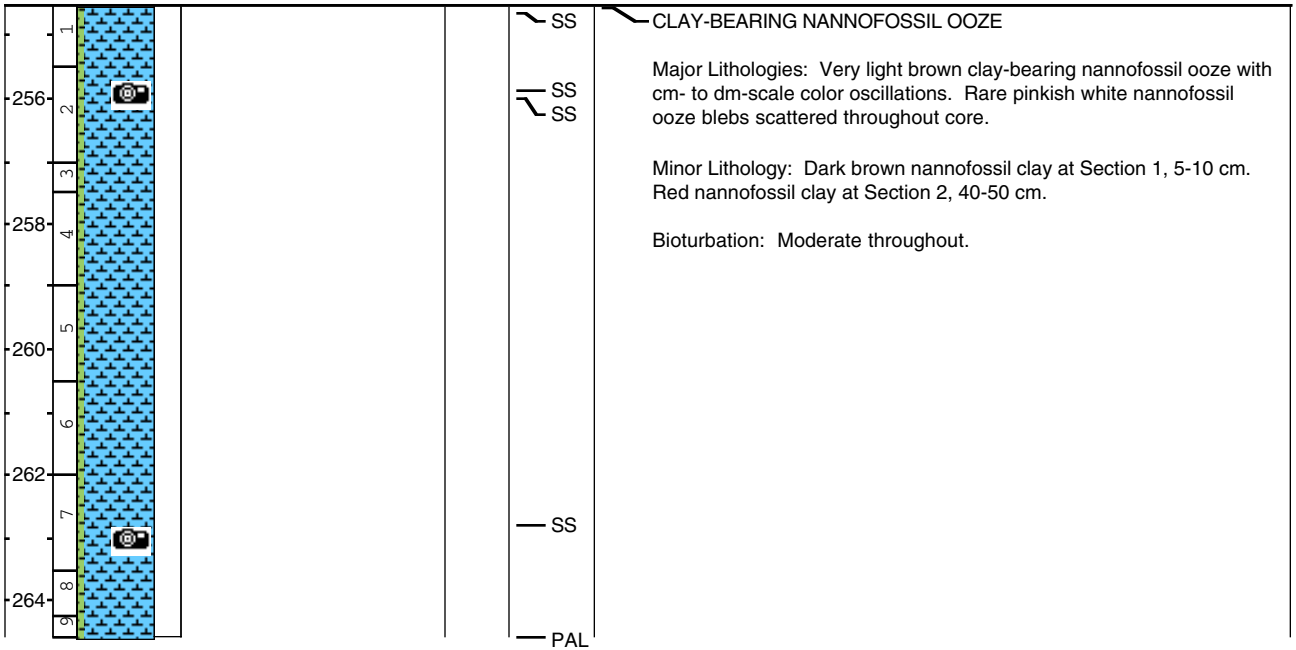 1
SS
CLAY-BEARING NANNOFOSSIL OOZE
Major Lithologies: Very light brown clay-bearing nannofossil ooze with
cm- to dm-scale color oscillations. Rare pinkish white nannofossil
ooze blebs scattered throughout core.
256
2
SS
SS
3
Minor Lithology: Dark brown nannofossil clay at Section 1, 5-10 cm.
Red nannofossil clay at Section 2, 40-50 cm.
258
4
Bioturbation: Moderate throughout.
5
260
6
262
7
SS
8
264
9
PAL